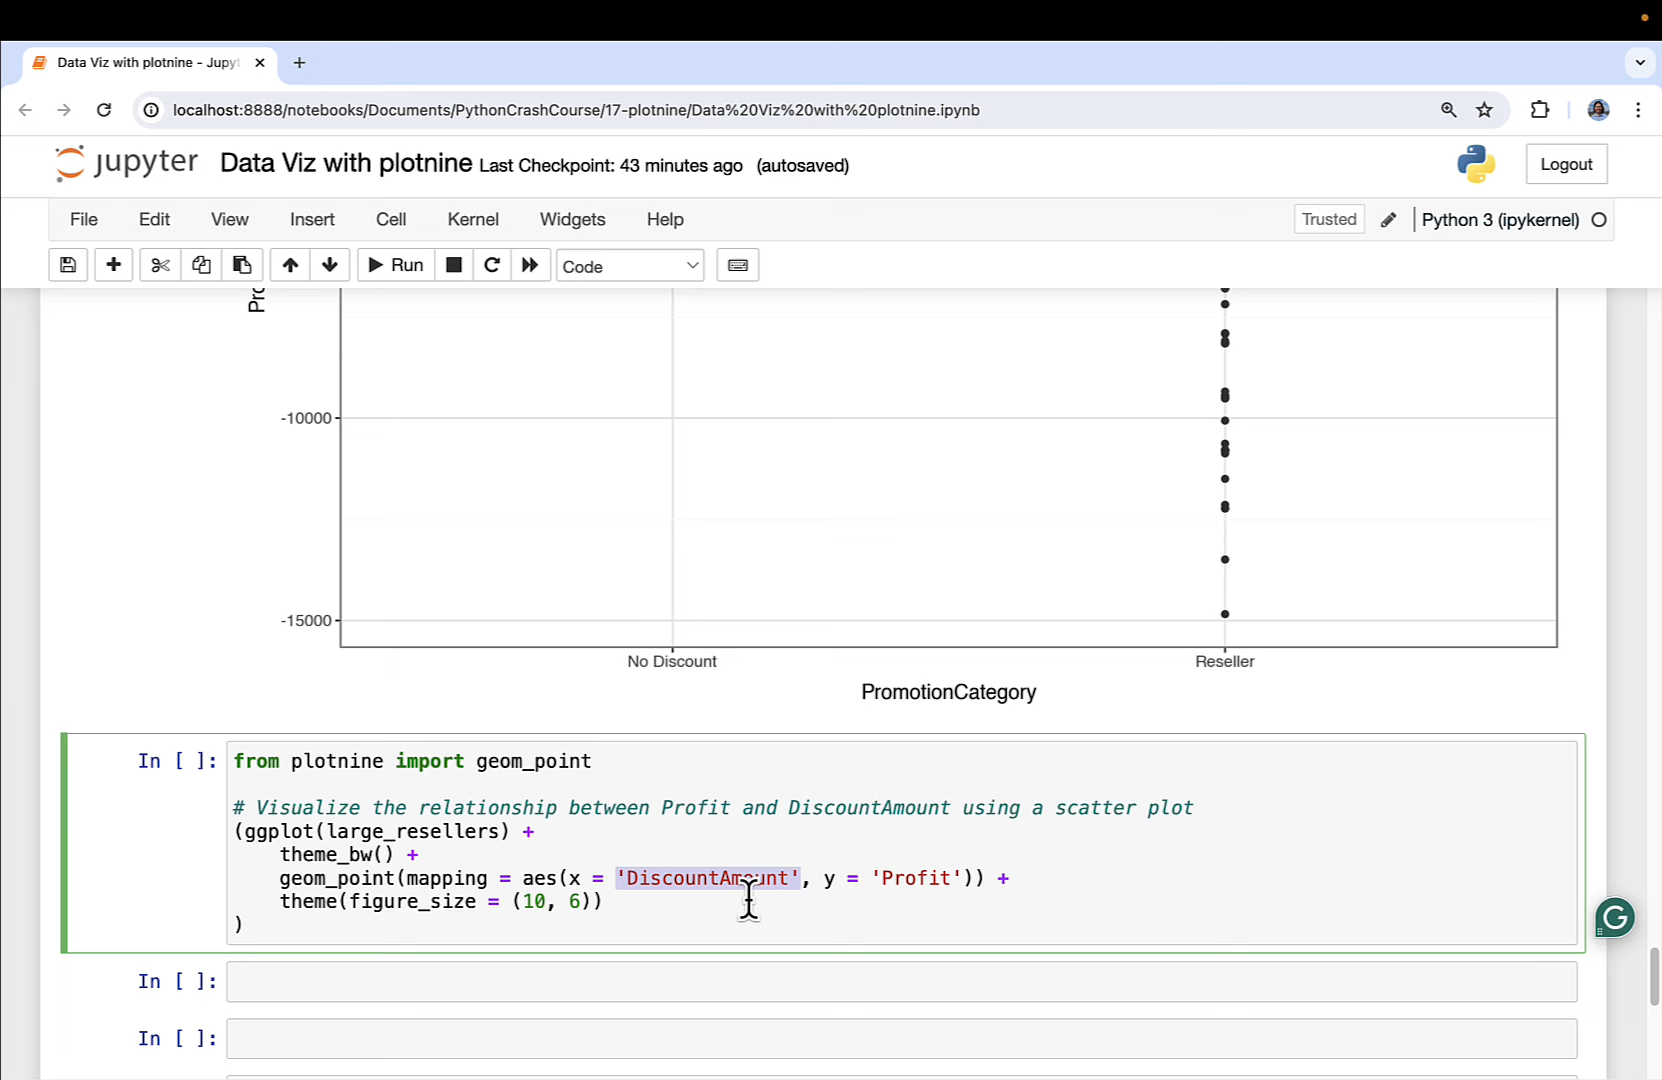 Data Viz with plotnine - Jupyt
localhost:8888/notebooks/Documents/PythonCrashCourse/17-plotnine/Data%20Viz%20with%20plotnine.ipynb
jupyter Data Viz with plotnine Last Checkpoint: 43 minutes ago (autosaved)
Logout
File Edit View Insert Cell Kernel Widgets Help
Trusted Python 3 (ipykernel)
Run Code
-10000
-15000
No Discount Reseller
PromotionCategory
In [ ]: from plotnine import geom_point
# Visualize the relationship between Profit and DiscountAmount using a scatter plot
(ggplot(large_resellers) +
theme_bw() +
geom_point(mapping = aes(x = 'DiscountAmount', y = 'Profit')) +
theme(figure_size = (10, 6))
)
In [ ]:
In [ ]: